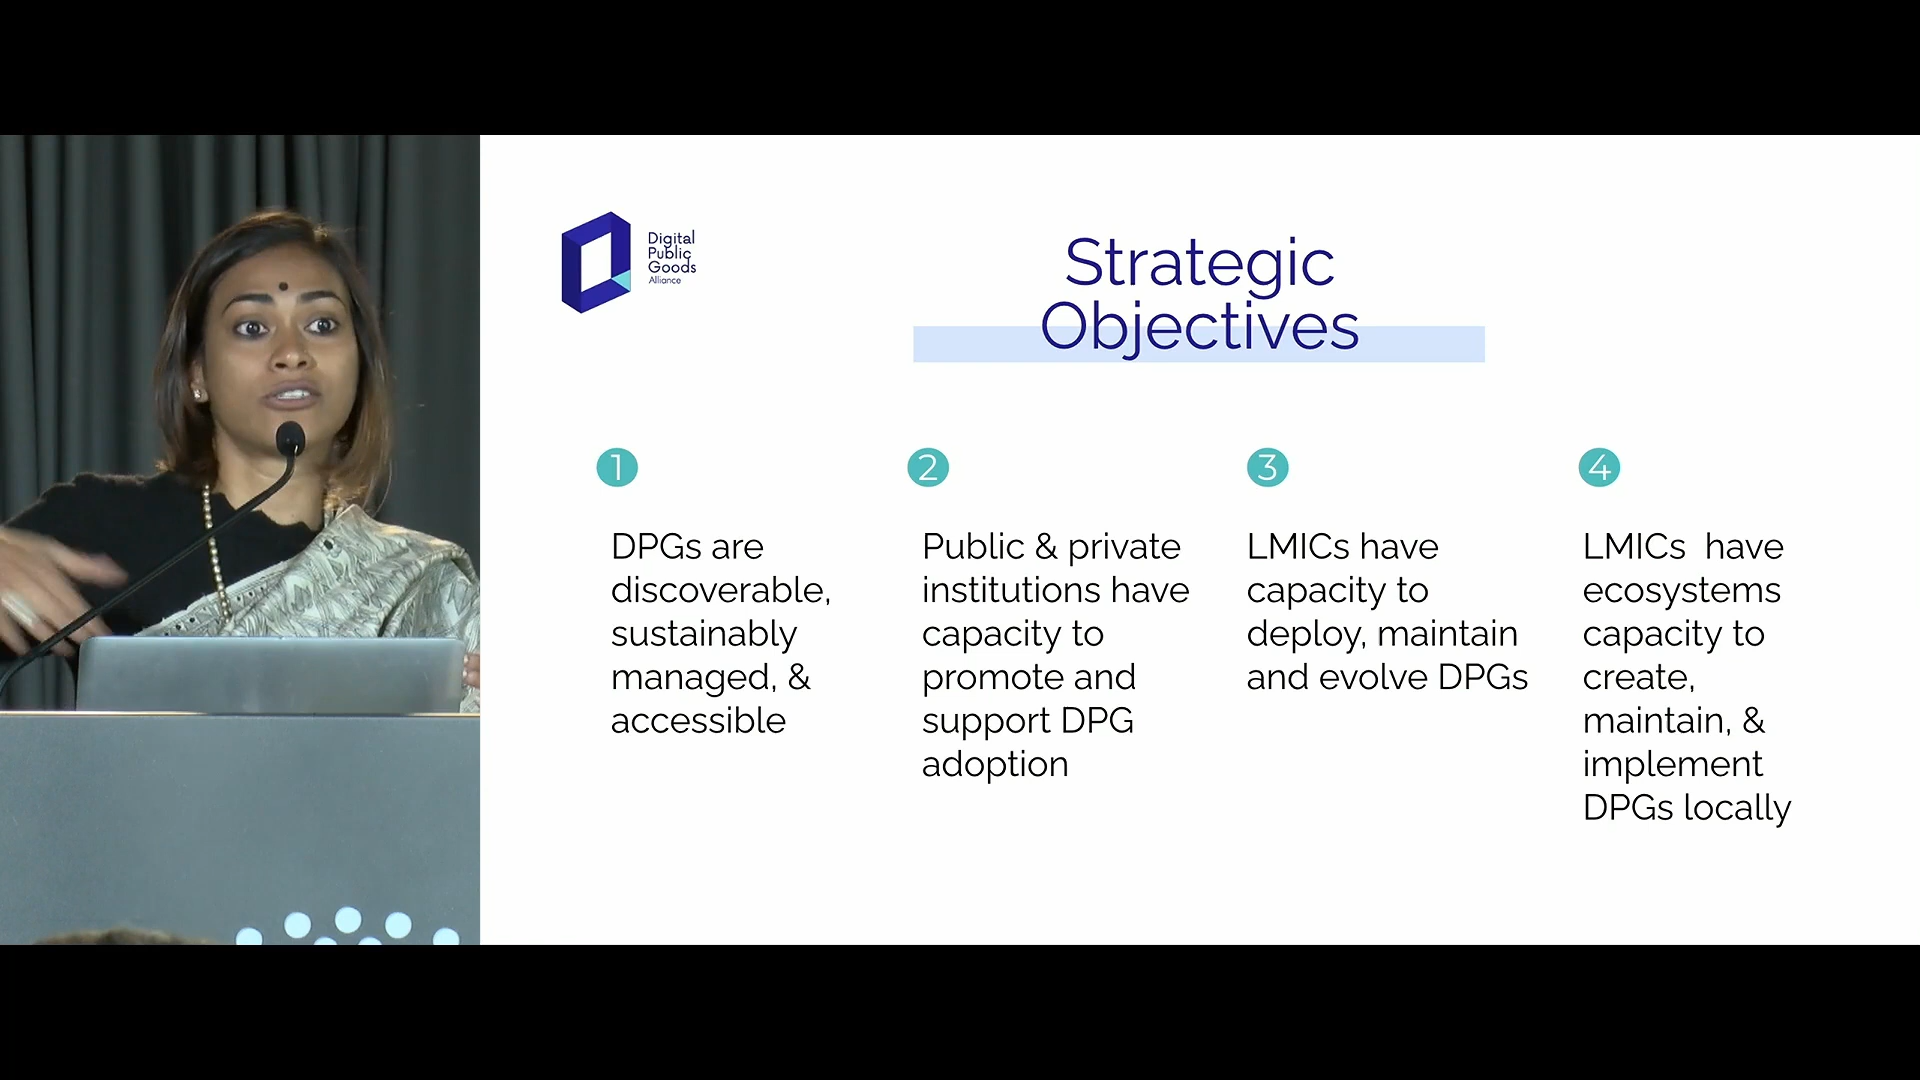 Digital
Public
Goods
Alliance
Strategic
Objectives
1
DPGs are
discoverable,
sustainably
managed, &
accessible
2
Public & private
institutions have
capacity to
promote and
support DPG
adoption
3
LMICs have
capacity to
deploy, maintain
and evolve DPGs
4
LMICs  have
ecosystems
capacity to
create,
maintain, &
implement
DPGs locally